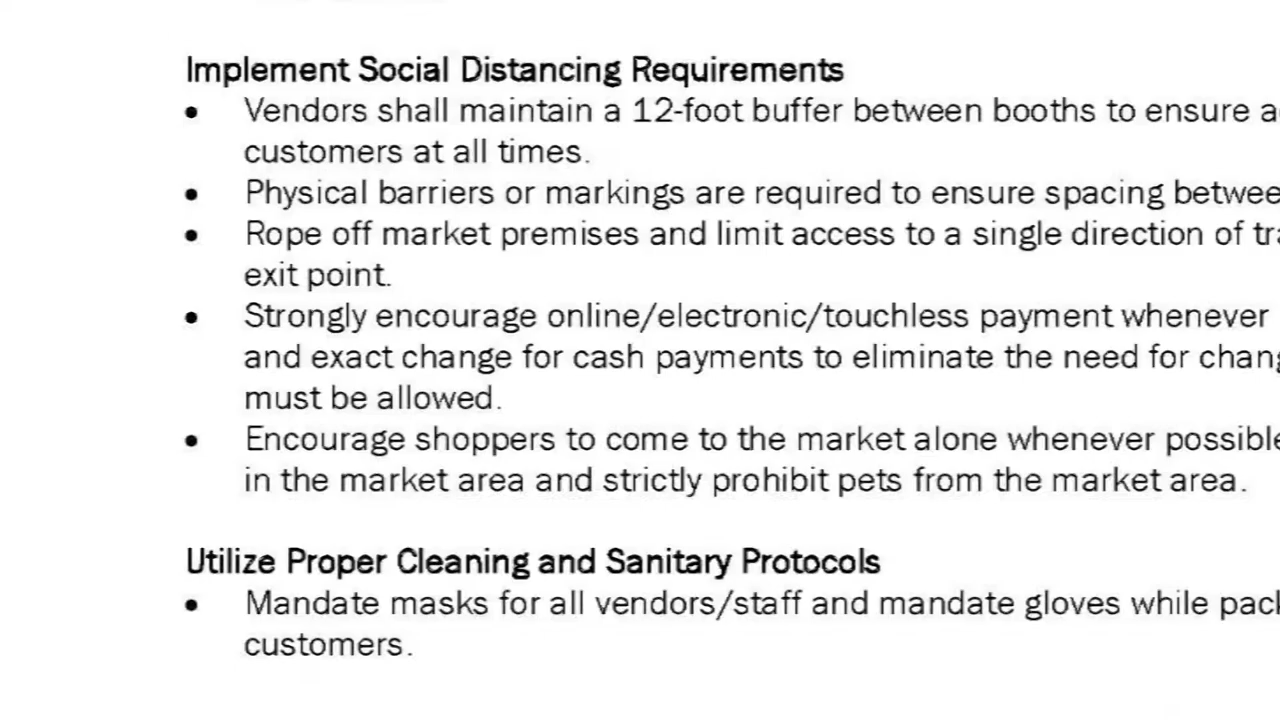 Implement Social Distancing Requirements
• Vendors shall maintain a 12-foot buffer between booths to ensure
customers at all times.
• Physical barriers or markings are required to ensure spacing
• Rope off market premises and limit access to a single direction of
exit point.
• Strongly encourage online/electronic/touchless payment whenever
and exact change for cash payments to eliminate the need for
must be allowed.
• Encourage shoppers to come to the market alone whenever
in the market area and strictly prohibit pets from the market area.
Utilize Proper Cleaning and Sanitary Protocols
• Mandate masks for all vendors/staff and mandate gloves while
customers.